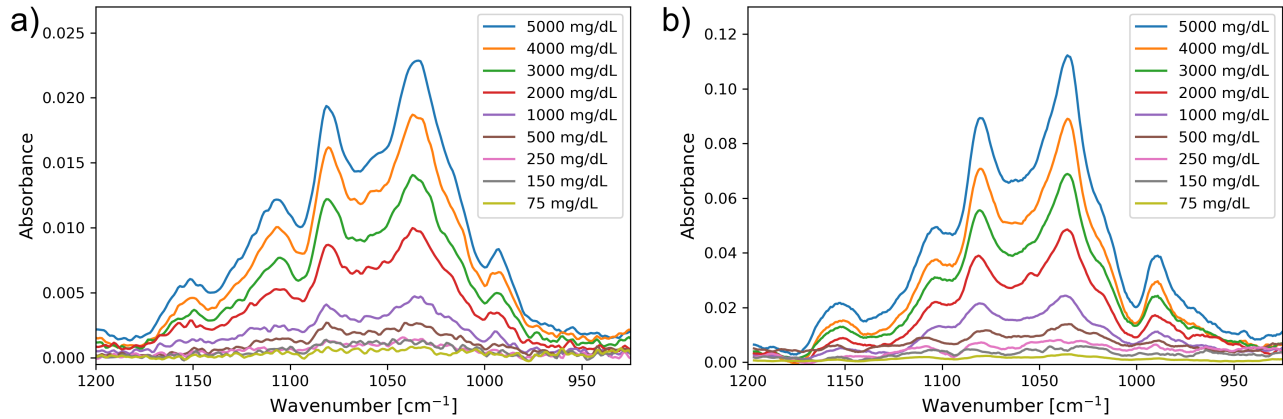 a)
0.025
0.020
0.015
0.010
0.005
0.000
Absorbance
1200
1150
1100
1050
1000
950
Wavenumber [cm⁻¹]
5000 mg/dL
4000 mg/dL
3000 mg/dL
2000 mg/dL
1000 mg/dL
500 mg/dL
250 mg/dL
150 mg/dL
75 mg/dL
b)
0.12
0.10
0.08
0.06
0.04
0.02
0.00
Absorbance
1200
1150
1100
1050
1000
950
Wavenumber [cm⁻¹]
5000 mg/dL
4000 mg/dL
3000 mg/dL
2000 mg/dL
1000 mg/dL
500 mg/dL
250 mg/dL
150 mg/dL
75 mg/dL